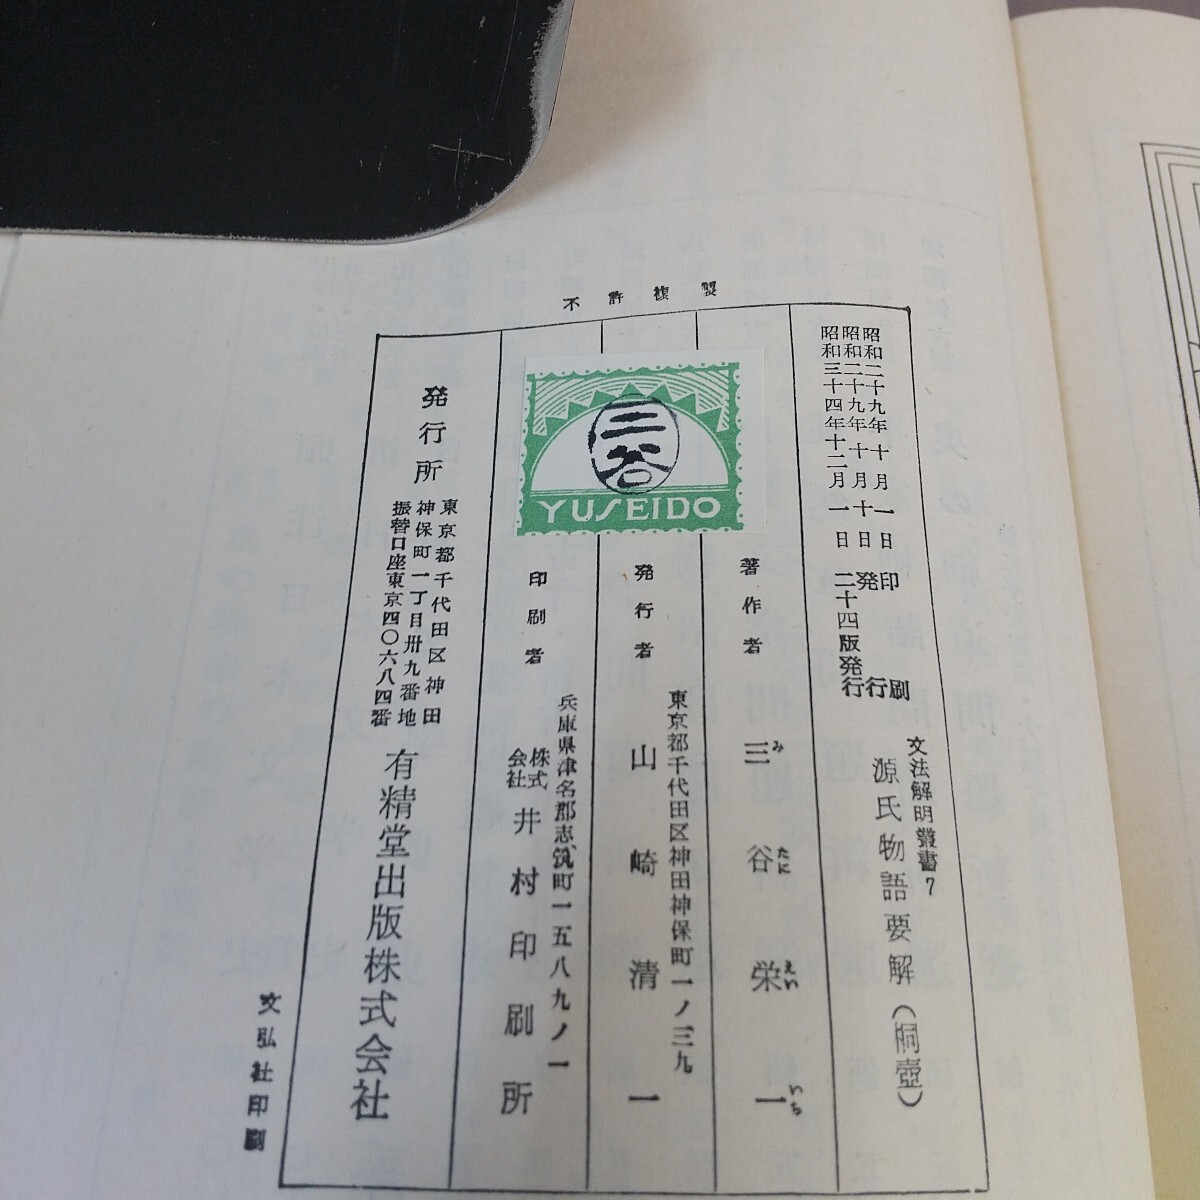 不許複製
昭和二十九年十月一日 印刷
昭和二十九年十月十日 発行
昭和三十四年十二月一日 二十四版発行
文法解明叢書7
源氏物語要解(桐壺)
著作者 三谷栄一
み たに えい いち
発行者 山崎清一
東京都千代田区神田神保町一ノ三九
印刷者 株式会社 井村印刷所
兵庫県津名郡志筑町一五八九ノ一
三谷
YUSEIDO
発行所
東京都千代田区神田
神保町一丁目卅九番地
振替口座東京四〇六八四番
有精堂出版株式会社
文弘社印刷